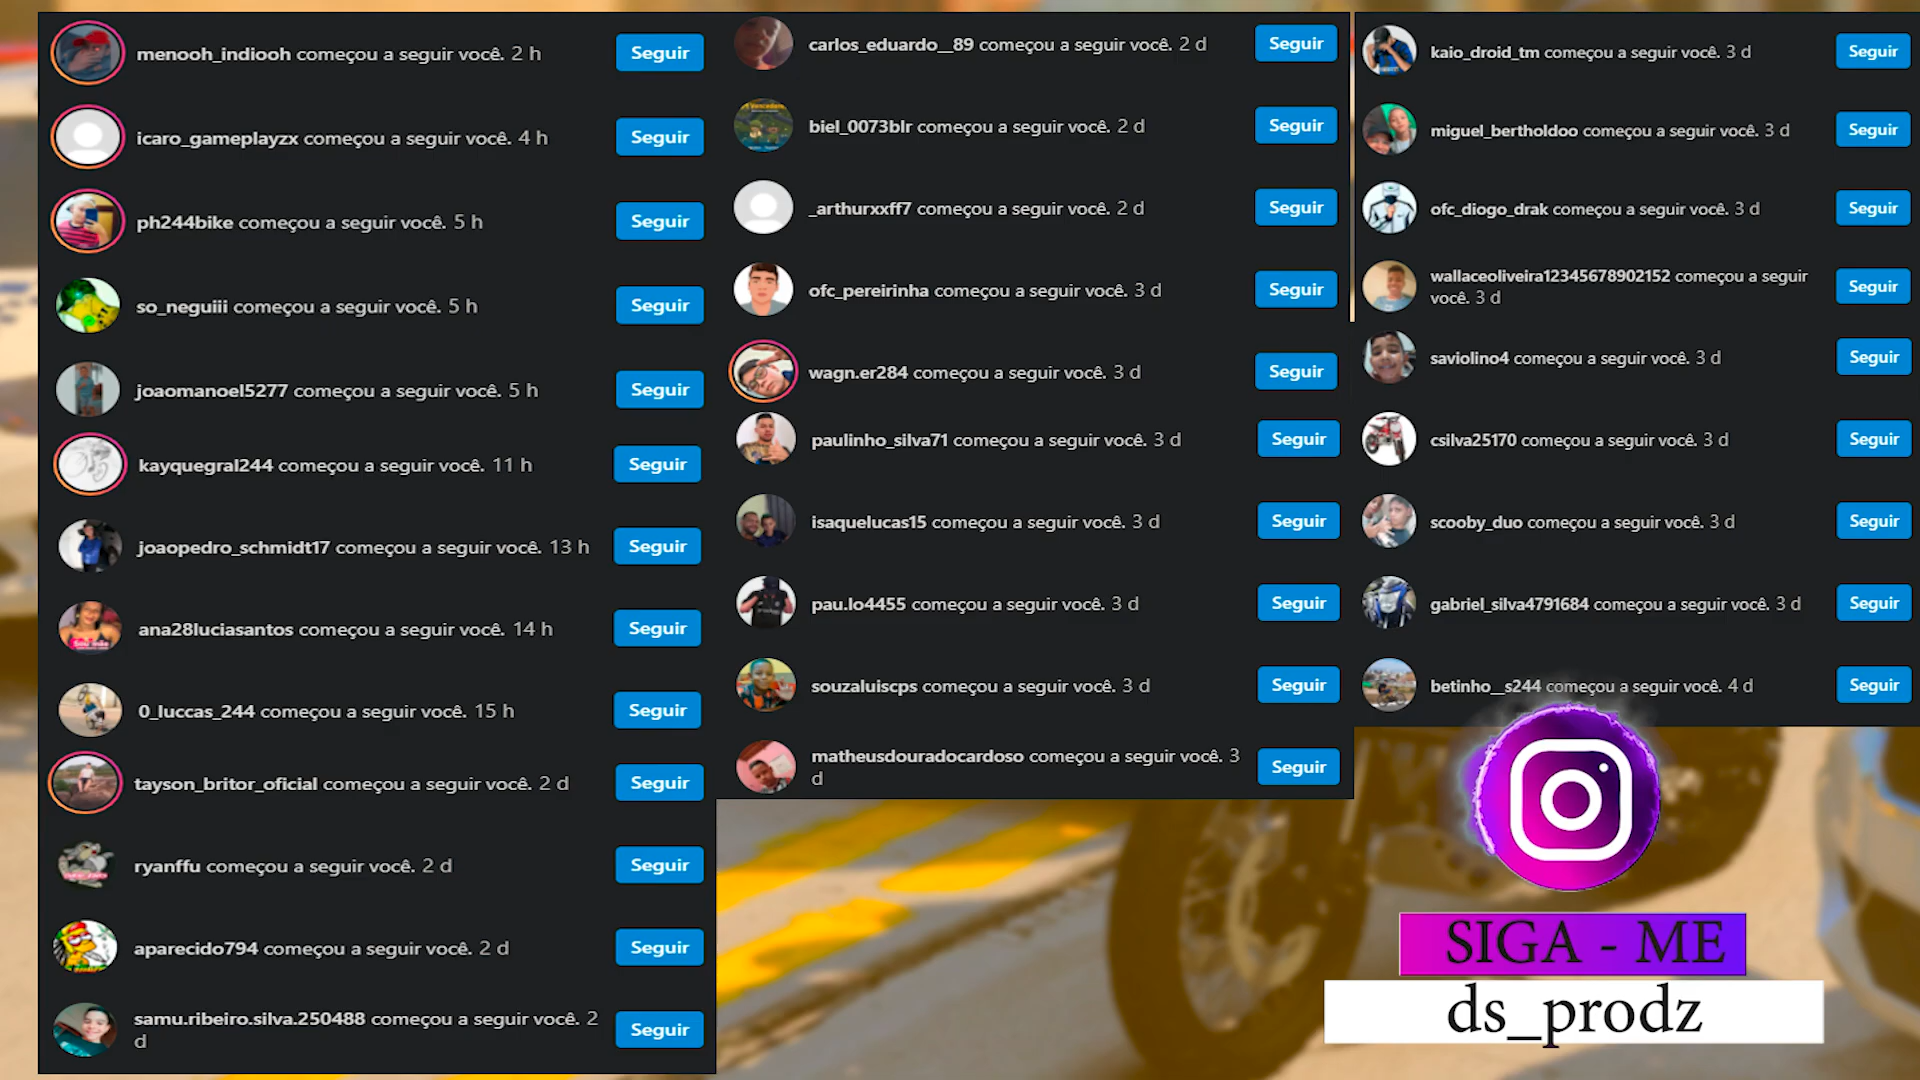 menooh_indiooh começou a seguir você. 2 h
Seguir
icaro_gameplayzx começou a seguir você. 4 h
Seguir
ph244bike começou a seguir você. 5 h
Seguir
so_neguiii começou a seguir você. 5 h
Seguir
joaomanoel5277 começou a seguir você. 5 h
Seguir
kayquegral244 começou a seguir você. 11 h
Seguir
joaopedro_schmidt17 começou a seguir você. 13 h
Seguir
ana28luciasantos começou a seguir você. 14 h
Seguir
0_luccas_244 começou a seguir você. 15 h
Seguir
tayson_britor_oficial começou a seguir você. 2 d
Seguir
ryanffu começou a seguir você. 2 d
Seguir
aparecido794 começou a seguir você. 2 d
Seguir
samu.ribeiro.silva.250488 começou a seguir você. 2
d
Seguir
carlos_eduardo__89 começou a seguir você. 2 d
Seguir
biel_0073blr começou a seguir você. 2 d
Seguir
_arthurxxff7 começou a seguir você. 2 d
Seguir
ofc_pereirinha começou a seguir você. 3 d
Seguir
wagn.er284 começou a seguir você. 3 d
Seguir
paulinho_silva71 começou a seguir você. 3 d
Seguir
isaquelucas15 começou a seguir você. 3 d
Seguir
pau.lo4455 começou a seguir você. 3 d
Seguir
souzaluiscps começou a seguir você. 3 d
Seguir
matheusdouradocardoso começou a seguir você. 3
d
Seguir
kaio_droid_tm começou a seguir você. 3 d
Seguir
miguel_bertholdoo começou a seguir você. 3 d
Seguir
ofc_diogo_drak começou a seguir você. 3 d
Seguir
wallaceoliveira12345678902152 começou a seguir
você. 3 d
Seguir
saviolino4 começou a seguir você. 3 d
Seguir
csilva25170 começou a seguir você. 3 d
Seguir
scooby_duo começou a seguir você. 3 d
Seguir
gabriel_silva4791684 começou a seguir você. 3 d
Seguir
betinho__s244 começou a seguir você. 4 d
Seguir
SIGA - ME
ds_prodz